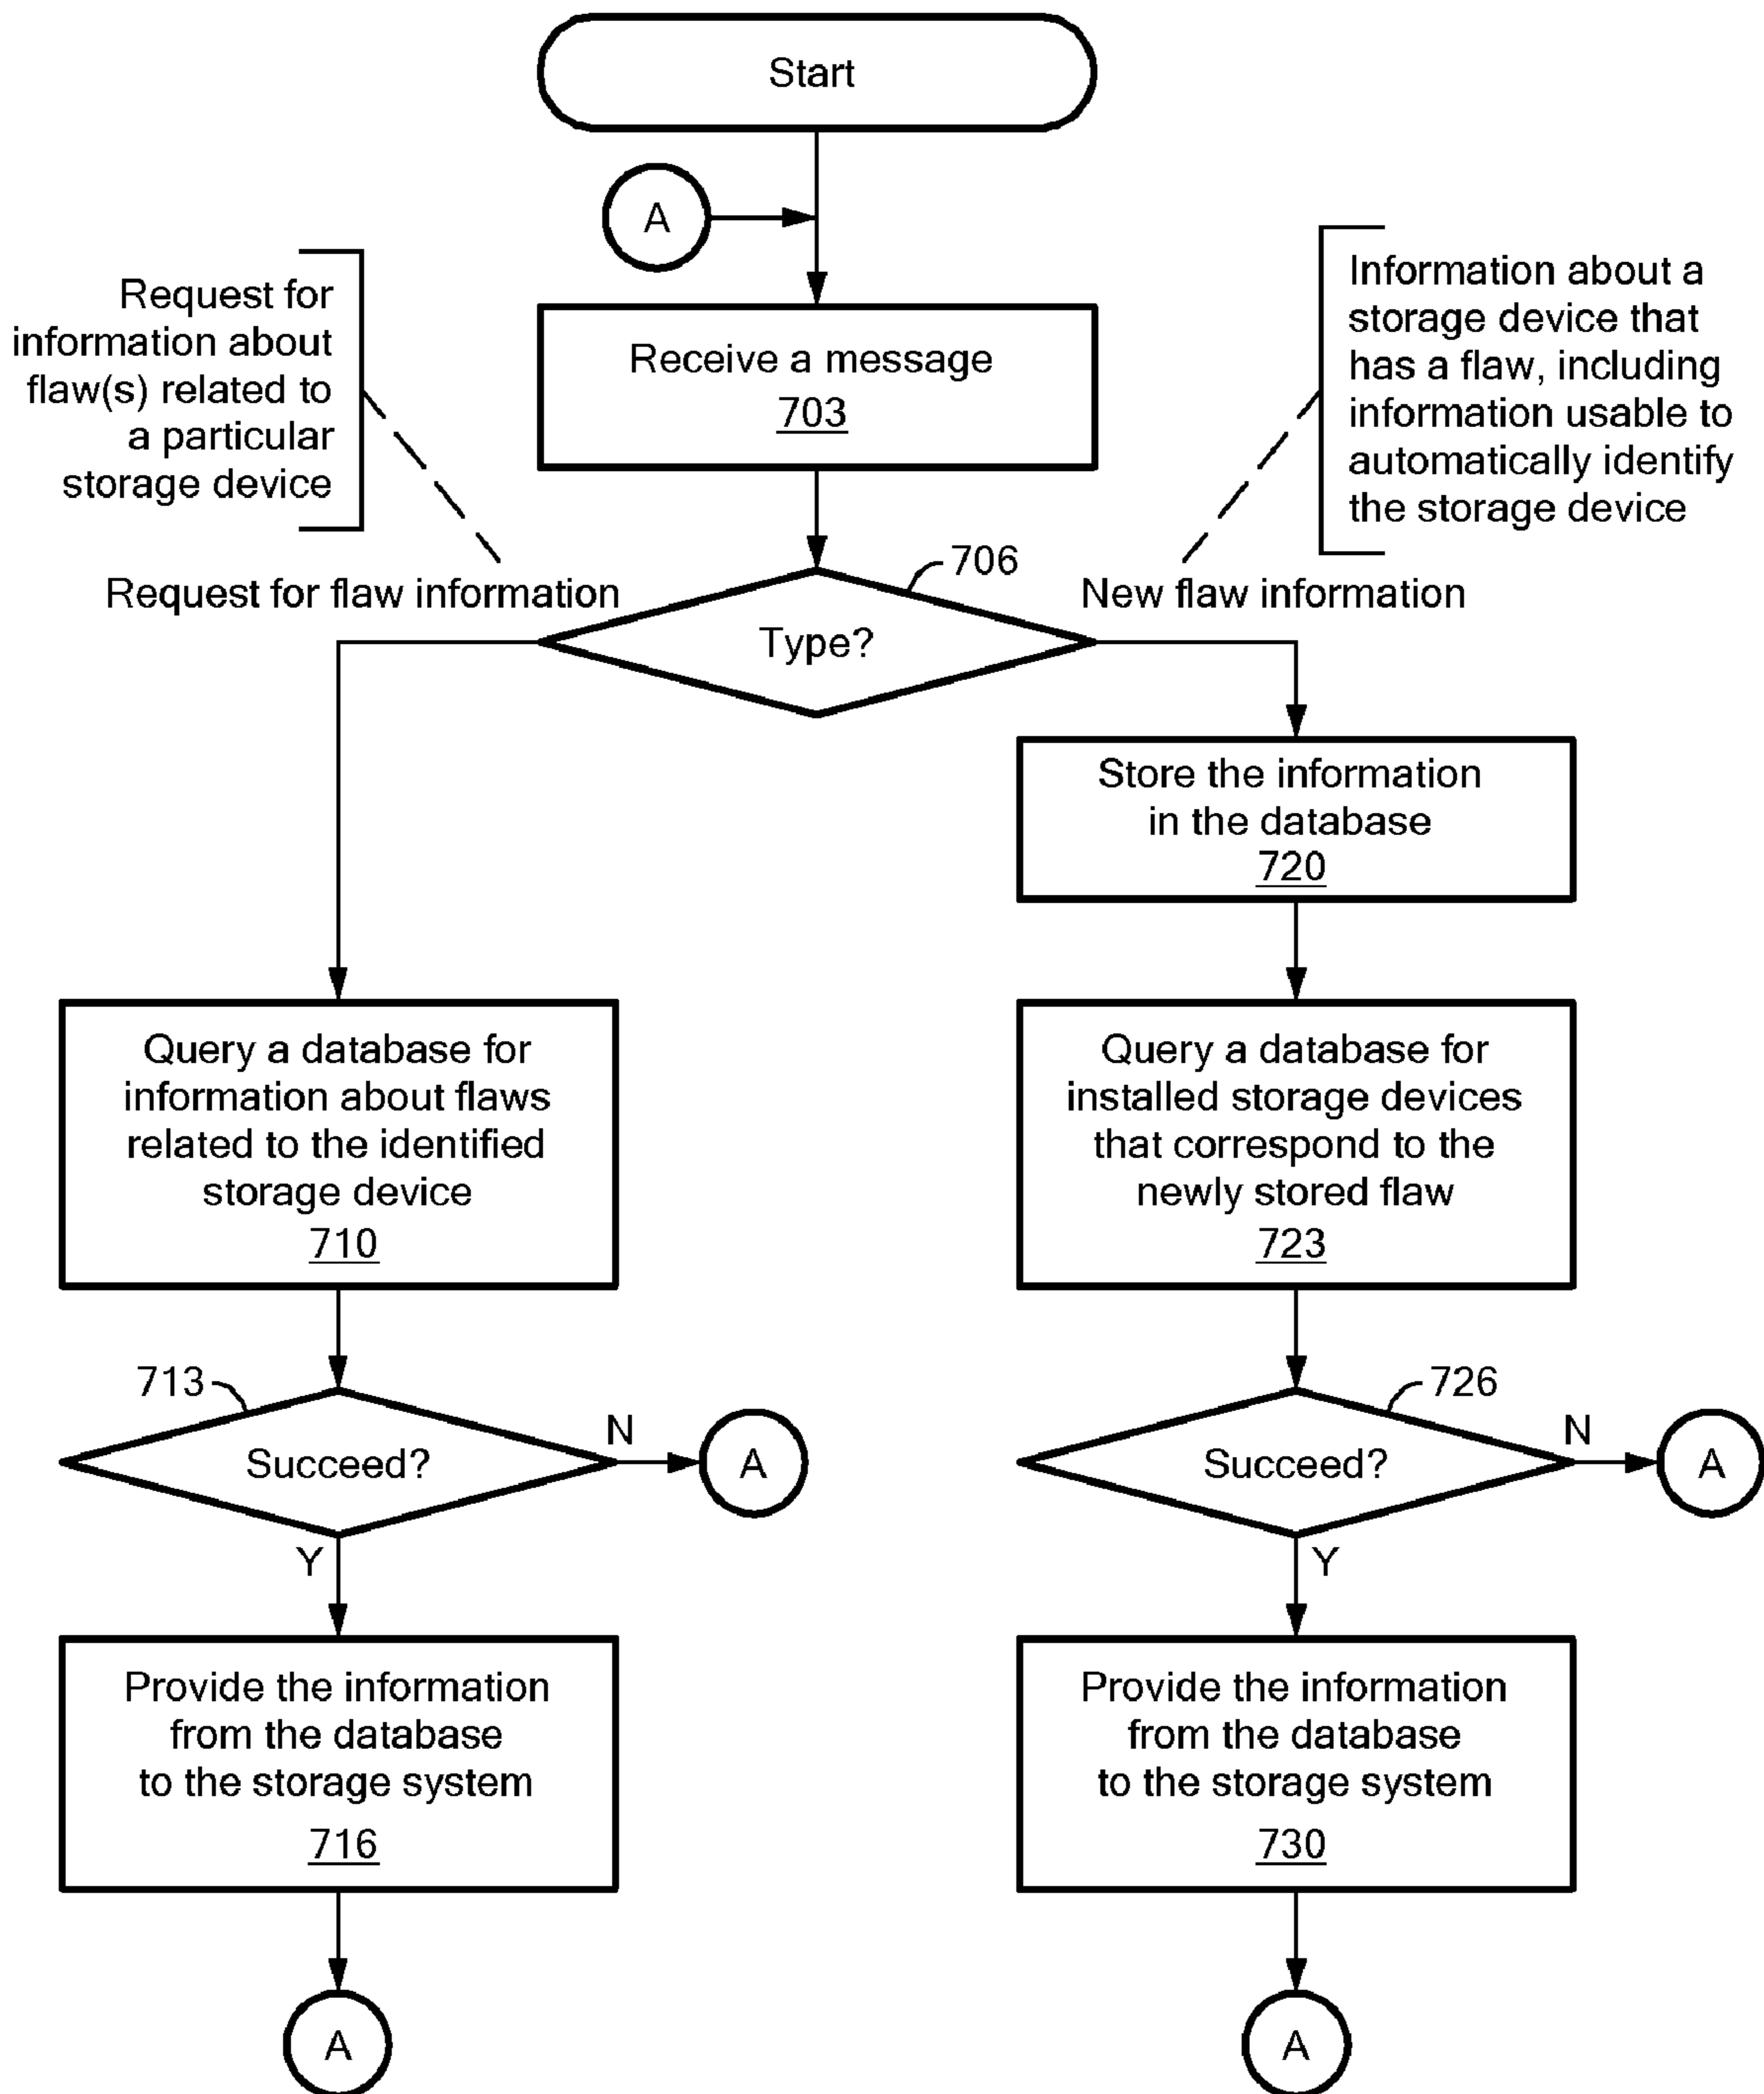 Start
A
Request for
information about
flaw(s) related to
a particular
storage device
Information about a
storage device that
has a flaw, including
information usable to
automatically identify
the storage device
Receive a message
703
706
Request for flaw information
New flaw information
Type?
Store the information
in the database
720
Query a database for
information about flaws
related to the identified
storage device
710
Query a database for
installed storage devices
that correspond to the
newly stored flaw
723
713
Succeed?
N
A
Y
726
Succeed?
N
A
Y
Provide the information
from the database
to the storage system
716
Provide the information
from the database
to the storage system
730
A
A